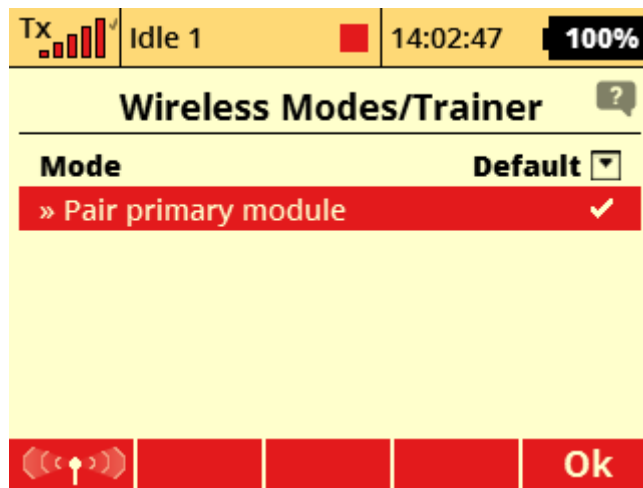 Tx Idle 1 14:02:47 100%
Wireless Modes/Trainer ?
Mode Default
» Pair primary module
Ok